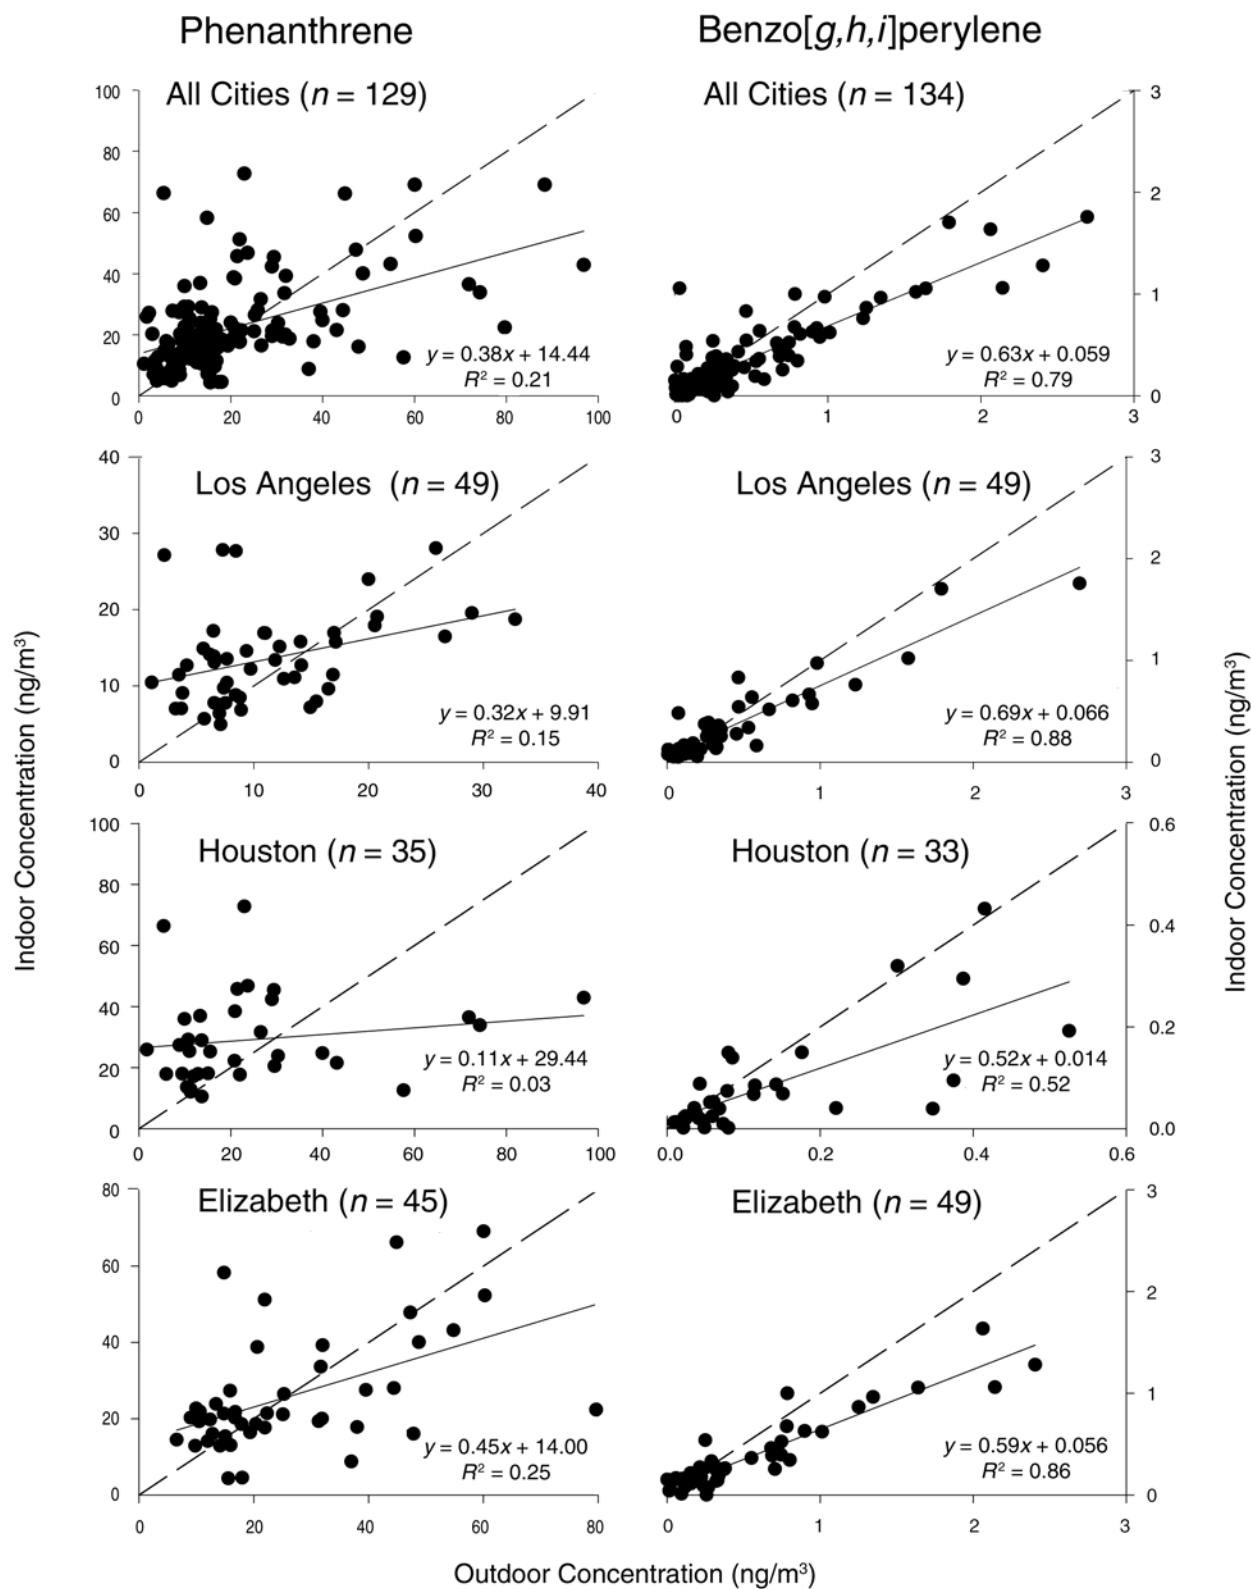 Phenanthrene
Benzo[g,h,i]perylene
All Cities (n = 129)
100
80
60
40
20
0
y = 0.38x + 14.44
R² = 0.21
0 20 40 60 80 100
All Cities (n = 134)
3
2
1
0
y = 0.63x + 0.059
R² = 0.79
0 1 2 3
Los Angeles (n = 49)
40
30
20
10
0
y = 0.32x + 9.91
R² = 0.15
0 10 20 30 40
Los Angeles (n = 49)
3
2
1
0
y = 0.69x + 0.066
R² = 0.88
0 1 2 3
Houston (n = 35)
100
80
60
40
20
0
y = 0.11x + 29.44
R² = 0.03
0 20 40 60 80 100
Houston (n = 33)
0.6
0.4
0.2
0.0
y = 0.52x + 0.014
R² = 0.52
0.0 0.2 0.4 0.6
Elizabeth (n = 45)
80
60
40
20
0
y = 0.45x + 14.00
R² = 0.25
0 20 40 60 80
Elizabeth (n = 49)
3
2
1
0
y = 0.59x + 0.056
R² = 0.86
0 1 2 3
Indoor Concentration (ng/m³)
Indoor Concentration (ng/m³)
Outdoor Concentration (ng/m³)